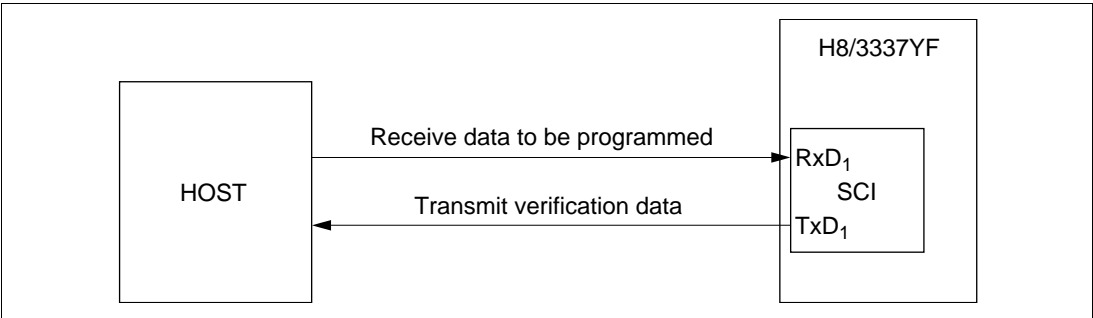 H8/3337YF
Receive data to be programmed
RxD₁
HOST
SCI
Transmit verification data
TxD₁